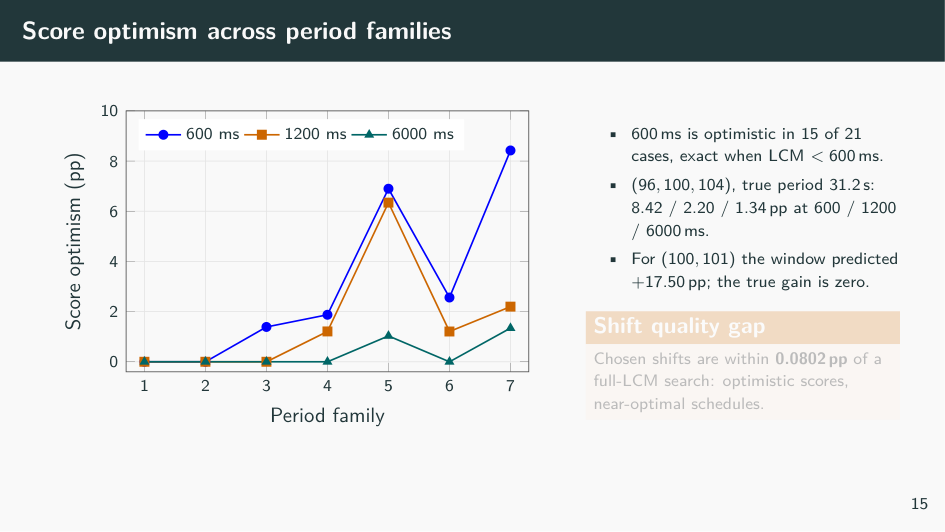 Score optimism across period families
10
8
6
4
2
0
600 ms 1200 ms 6000 ms
Score optimism (pp)
1 2 3 4 5 6 7
Period family
▪ 600 ms is optimistic in 15 of 21
cases, exact when LCM < 600 ms.
▪ (96, 100, 104), true period 31.2 s:
8.42 / 2.20 / 1.34 pp at 600 / 1200
/ 6000 ms.
▪ For (100, 101) the window predicted
+17.50 pp; the true gain is zero.
Shift quality gap
Chosen shifts are within 0.0802 pp of a
full-LCM search: optimistic scores,
near-optimal schedules.
15